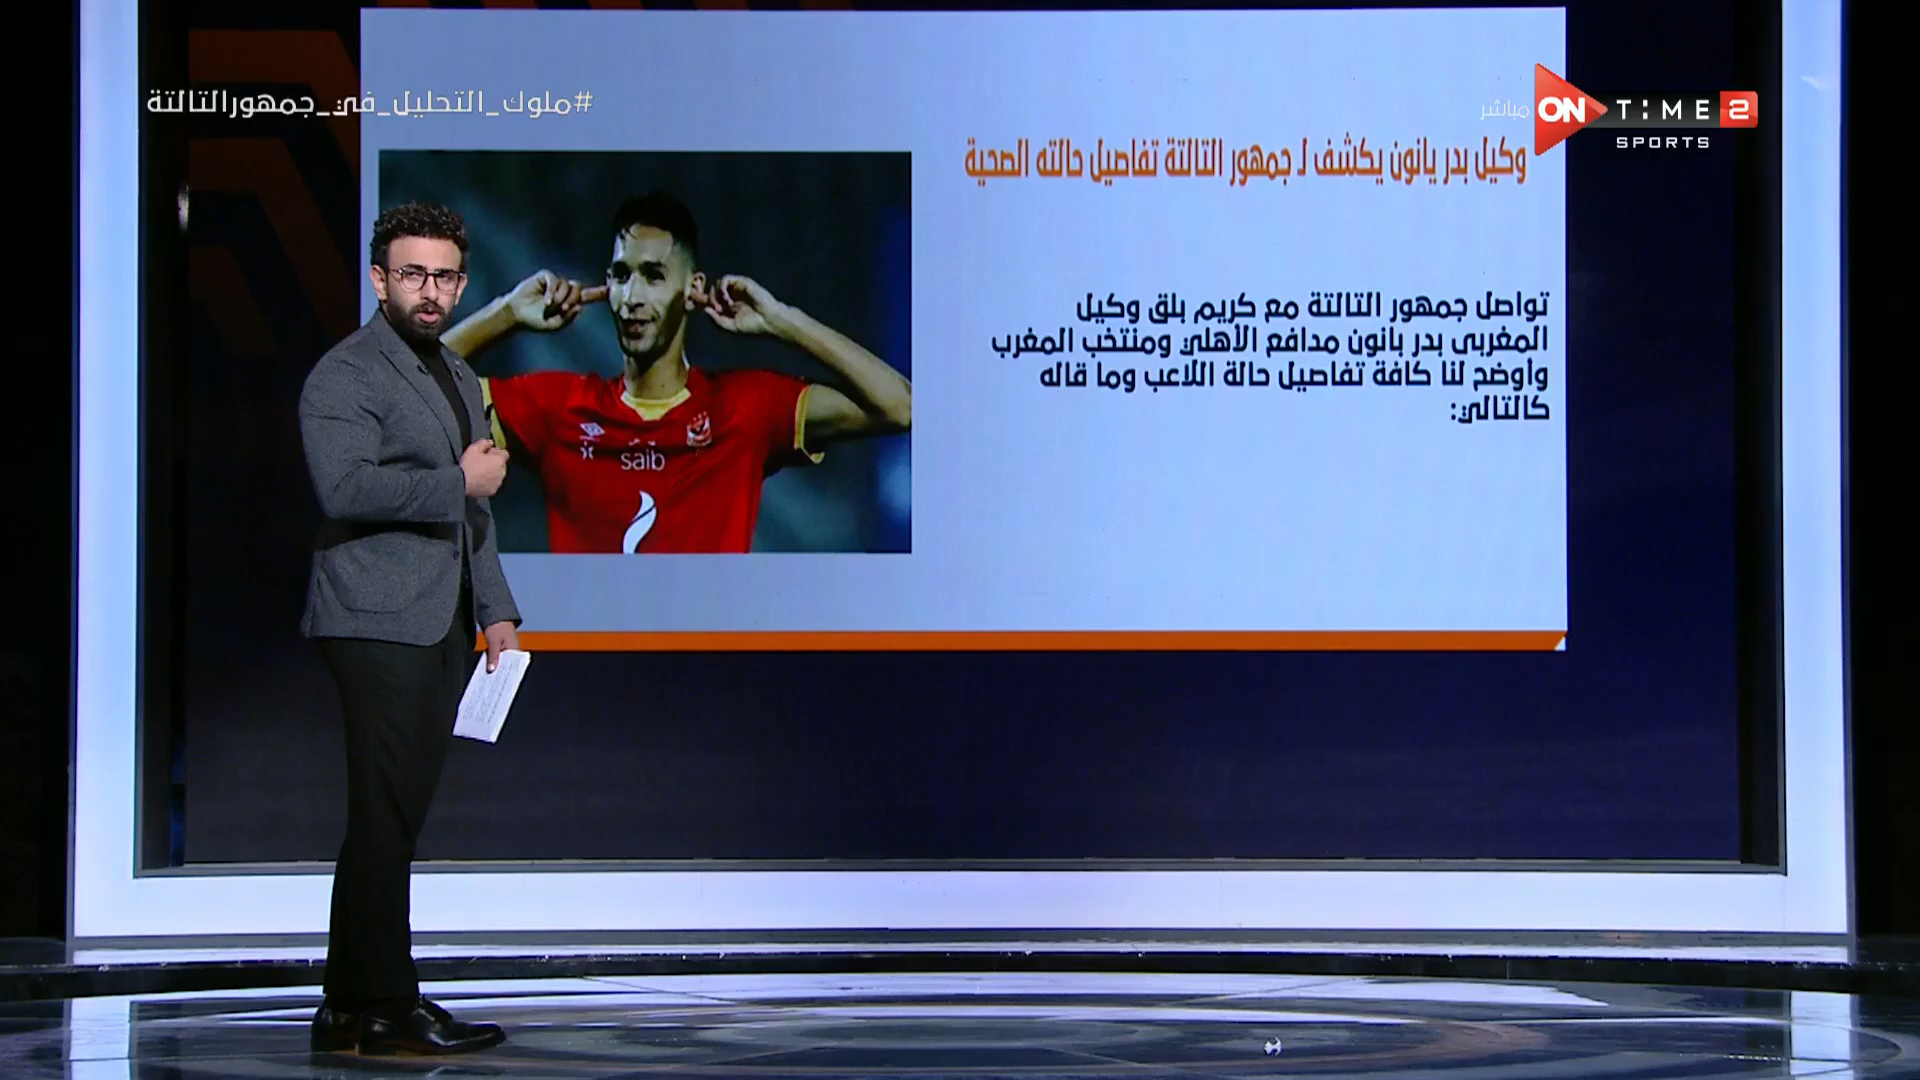 #ملوك_التحليل_في_جمهورالتالتة
مباشر
ON TIME 2
SPORTS
وكيل بدر يانون يكشف لـ جمهور التالتة تفاصيل حالته الصحية
تواصل جمهور التالتة مع كريم بلق وكيل
المغربى بدر بانون مدافع الأهلي ومنتخب المغرب
وأوضح لنا كافة تفاصيل حالة اللاعب وما قاله
كالتالي:
saib